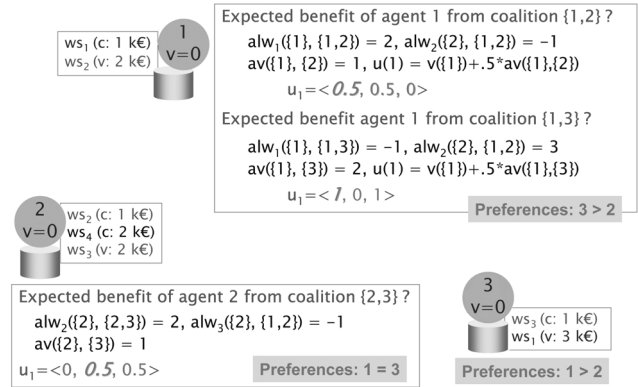 1
v=0
ws1 (c: 1 k€)
ws2 (v: 2 k€)
Expected benefit of agent 1 from coalition {1,2} ?
alw1({1}, {1,2}) = 2, alw2({2}, {1,2}) = -1
av({1}, {2}) = 1, u(1) = v({1})+.5*av({1},{2})
u1=<0.5, 0.5, 0>
Expected benefit agent 1 from coalition {1,3} ?
alw1({1}, {1,3}) = -1, alw2({2}, {1,2}) = 3
av({1}, {3}) = 2, u(1) = v({1})+.5*av({1},{3})
u1=<1, 0, 1>
Preferences: 3 > 2
2
v=0
ws2 (c: 1 k€)
ws4 (c: 2 k€)
ws3 (v: 2 k€)
Expected benefit of agent 2 from coalition {2,3} ?
alw2({2}, {2,3}) = 2, alw3({2}, {1,2}) = -1
av({2}, {3}) = 1
u1=<0, 0.5, 0.5>
Preferences: 1 = 3
3
v=0
ws3 (c: 1 k€)
ws1 (v: 3 k€)
Preferences: 1 > 2